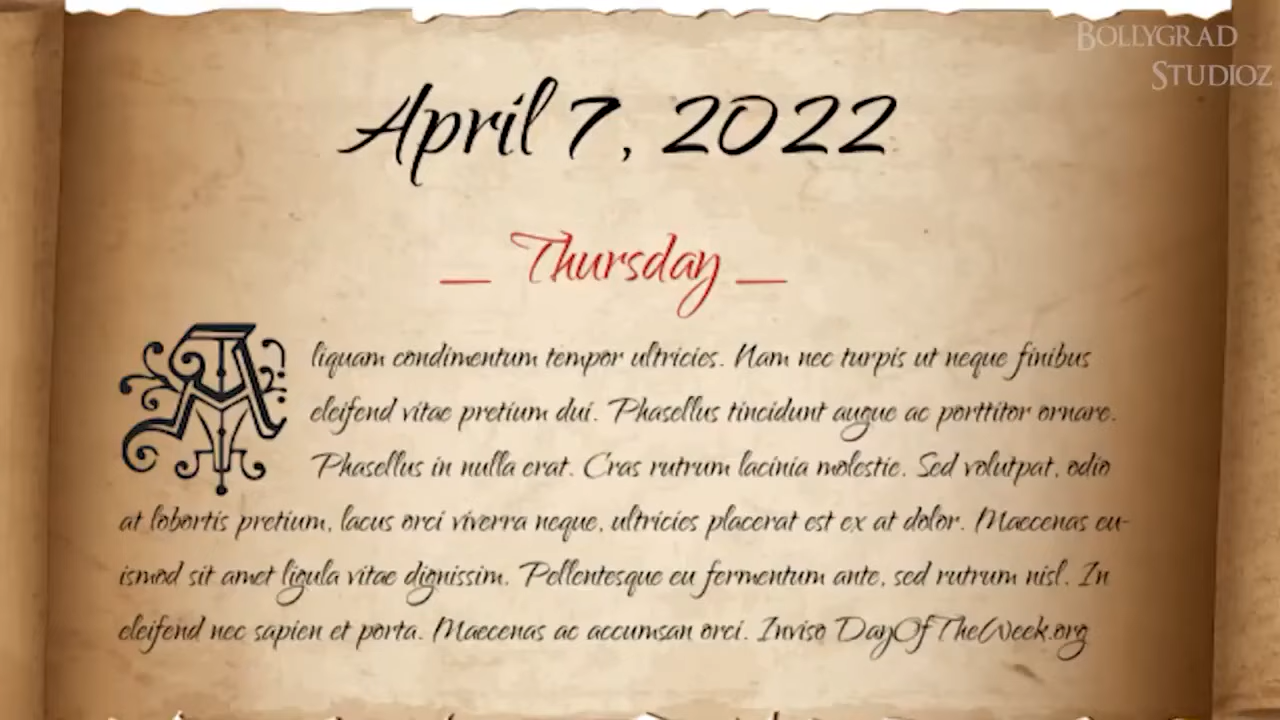 BOLLYGRAD
STUDIOZ
April 7, 2022
_ Thursday _
Aliquam condimentum tempor ultricies. Nam nec turpis ut neque finibus
eleifend vitae pretium dui. Phasellus tincidunt augue ac porttitor ornare.
Phasellus in nulla erat. Cras rutrum lacinia molestie. Sed volutpat, odio
at lobortis pretium, lacus orci viverra neque, ultricies placerat est ex at dolor. Maecenas eu-
ismod sit amet ligula vitae dignissim. Pellentesque eu fermentum ante, sed rutrum nisl. In
eleifend nec sapien et porta. Maecenas ac accumsan orci. Inviso DayOfTheWeek.org